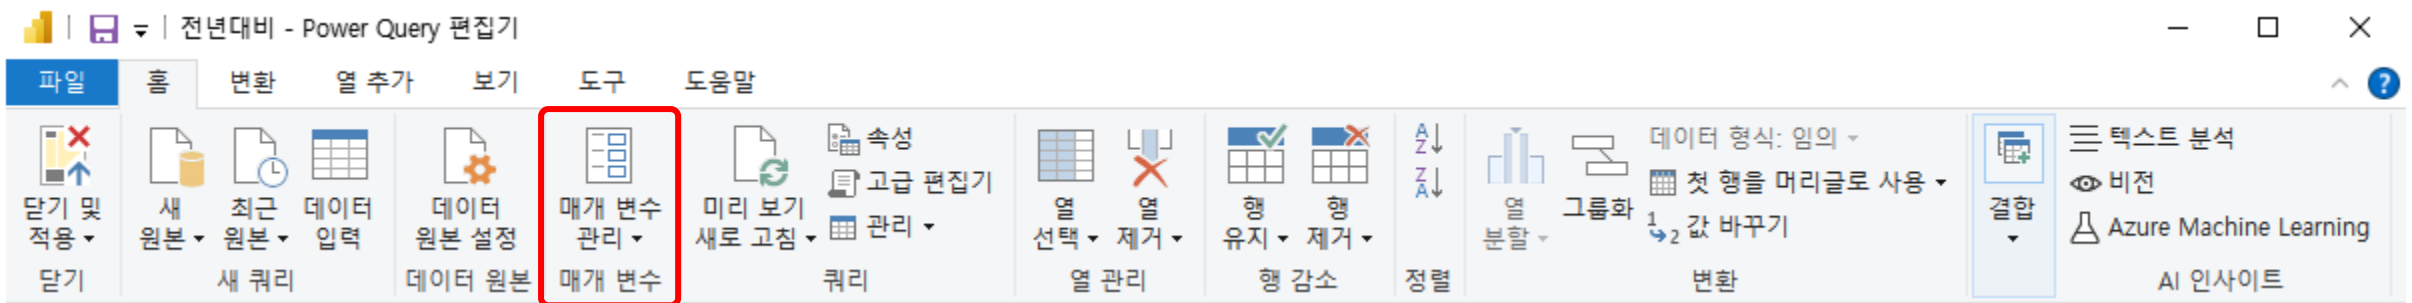 전년대비 - Power Query 편집기
파일 홈 변환 열 추가 보기 도구 도움말
닫기 및
적용
닫기
새
원본
최근
원본
데이터
입력
새 쿼리
데이터
원본 설정
데이터 원본
매개 변수
관리
매개 변수
미리 보기
새로 고침
속성
고급 편집기
관리
쿼리
열
선택
열
제거
열 관리
행
유지
행
제거
행 감소
A
Z
Z
A
정렬
열
분할
그룹화
데이터 형식: 임의
첫 행을 머리글로 사용
1
2 값 바꾸기
변환
결합
텍스트 분석
비전
Azure Machine Learning
AI 인사이트
?